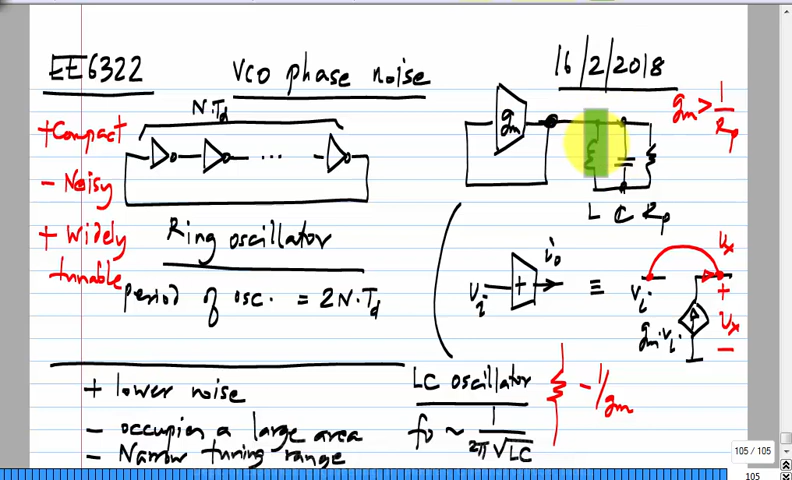 EE6322
VCO phase noise
16/2/2018
N·Td
+Compact
- Noisy
+ Widely
tunable
Ring oscillator
period of osc. = 2N·Td
gm
gm > 1/Rp
L C Rp
Vi + io ≡ Vi
gm·vi
Vx
+
Vx
-
+ lower noise
- occupies a large area
- Narrow tuning range
LC oscillator
fo ~ 1/2π√LC
-1/gm
105 / 105
105